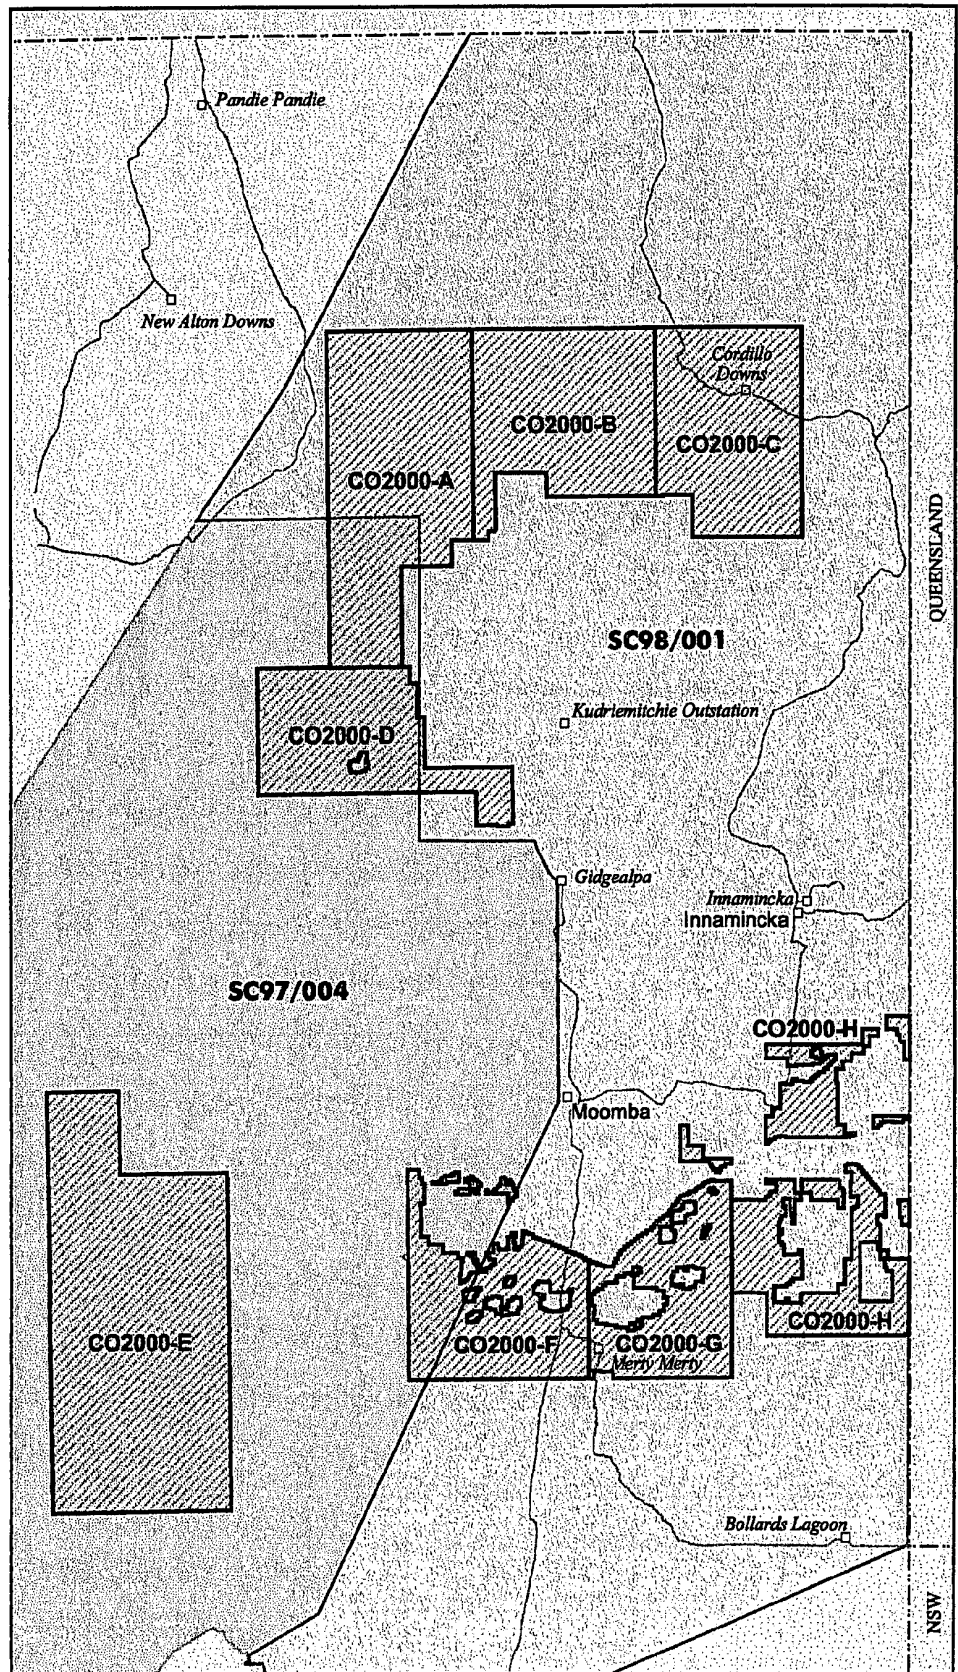 Pandie Pandie
New Alton Downs
Cordillo
Downs
CO2000-B
CO2000-C
CO2000-A
QUEENSLAND
SC98/001
Kudriemitchie Outstation
CO2000-D
Gidgealpa
Innamincka
Innamincka
SC97/004
CO2000-H
Moomba
CO2000-H
CO2000-E
CO2000-F
CO2000-G
Merty Merty
Bollards Lagoon
NSW